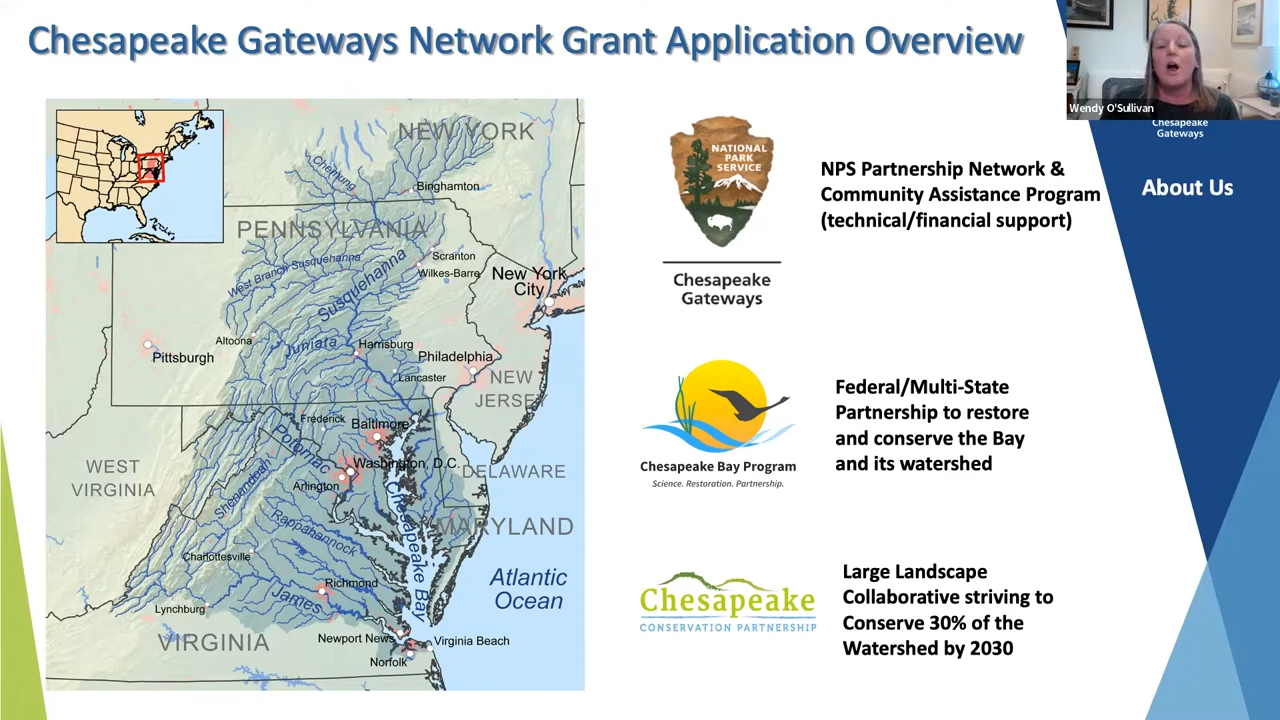 Chesapeake Gateways Network Grant Application Overview
Wendy O'Sullivan
Chesapeake
Gateways
About Us
NEW YORK
Chemung
Binghamton
PENNSYLVANIA
Scranton
West Branch Susquehanna
Wilkes-Barre
Susquehanna
New York
City
Altoona
Juniata
Harrisburg
Pittsburgh
Philadelphia
Lancaster
NEW
JERSEY
Frederick
Baltimore
Potomac
Washington, D.C.
WEST
VIRGINIA
DELAWARE
Arlington
Shenandoah
Chesapeake Bay
MARYLAND
Rappahannock
Charlottesville
Richmond
Atlantic
Ocean
James
Lynchburg
VIRGINIA
Newport News
Virginia Beach
Norfolk
NATIONAL
PARK
SERVICE
Chesapeake
Gateways
NPS Partnership Network &
Community Assistance Program
(technical/financial support)
Chesapeake Bay Program
Science. Restoration. Partnership.
Federal/Multi-State
Partnership to restore
and conserve the Bay
and its watershed
Chesapeake
CONSERVATION PARTNERSHIP
Large Landscape
Collaborative striving to
Conserve 30% of the
Watershed by 2030